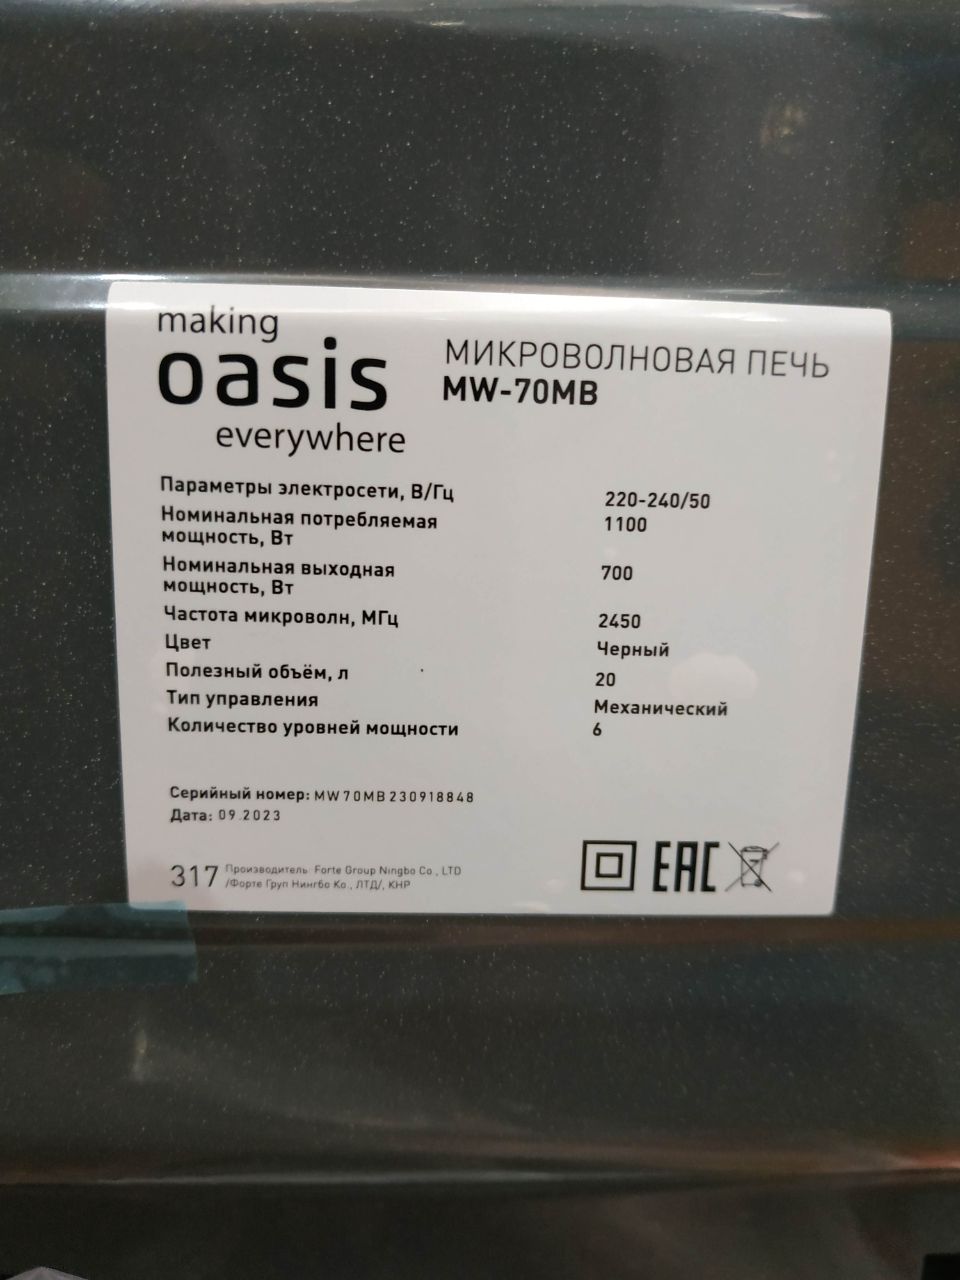 making
oasis
everywhere
МИКРОВОЛНОВАЯ ПЕЧЬ
MW-70MB
Параметры электросети, В/Гц 220-240/50
Номинальная потребляемая
мощность, Вт 1100
Номинальная выходная
мощность, Вт 700
Частота микроволн, МГц 2450
Цвет Черный
Полезный объём, л 20
Тип управления Механический
Количество уровней мощности 6
Серийный номер: MW70MB230918848
Дата: 09.2023
317 Производитель Forte Group Ningbo Co., LTD
/Форте Груп Нингбо Ко., ЛТД/, КНР
EAC